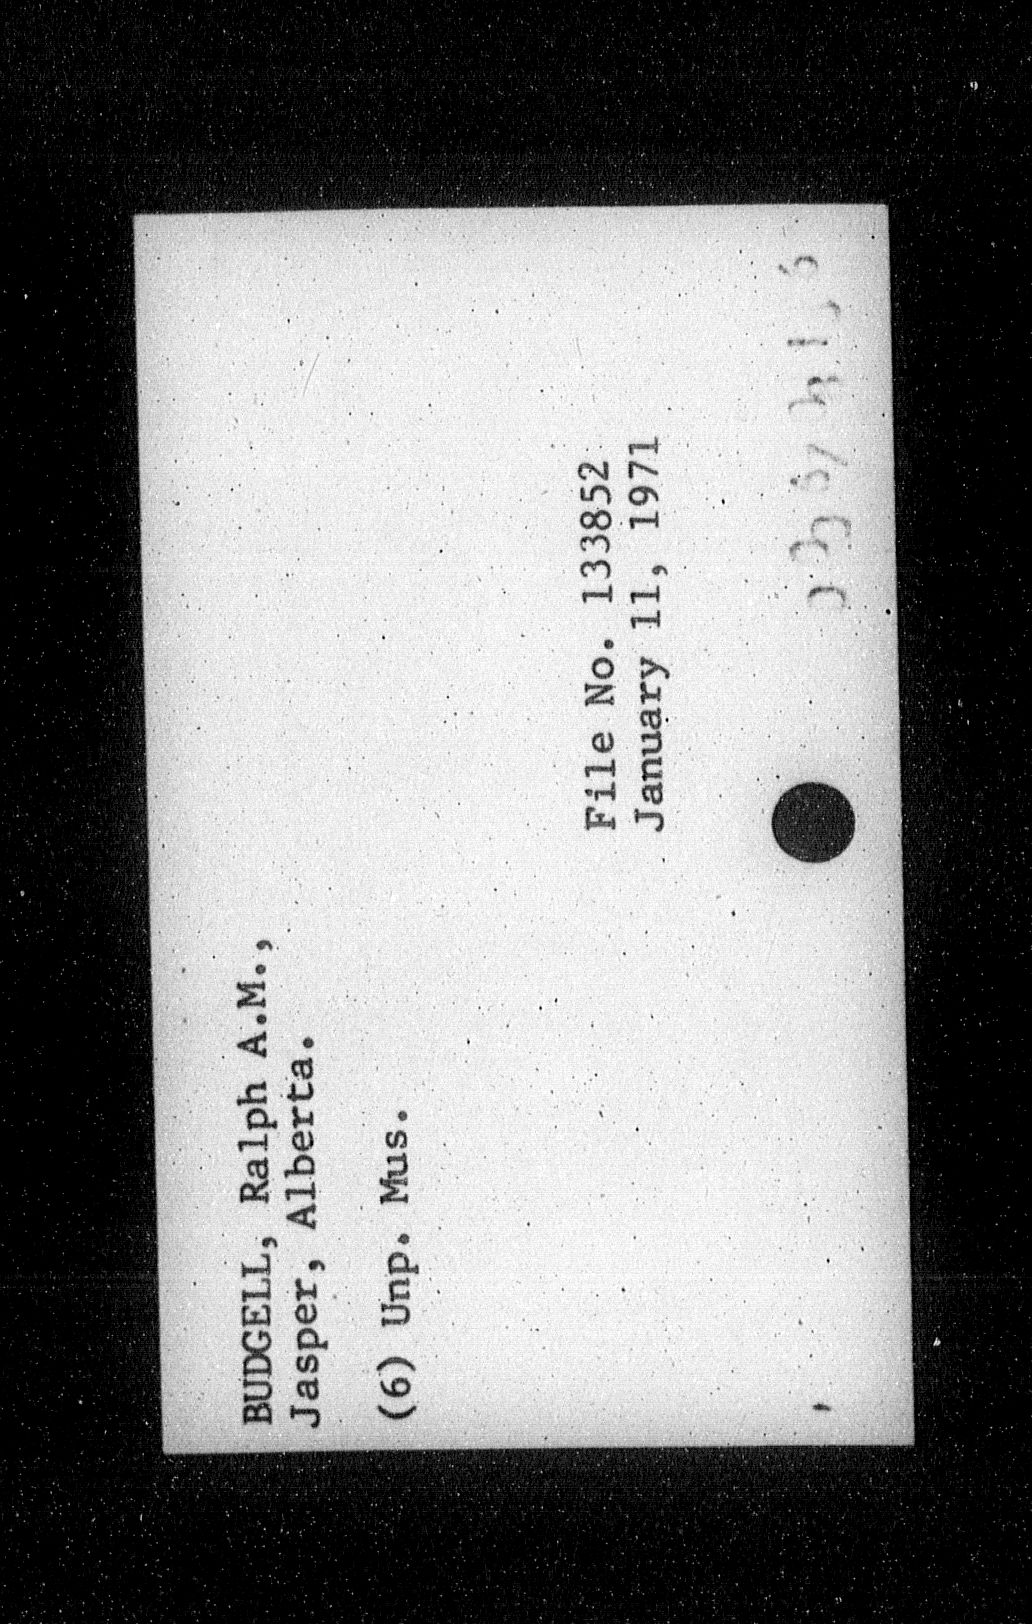 BUDGELL, Ralph A.M.,
Jasper, Alberta.
(6) Unp. Mus.
File No. 133852
January 11, 1971